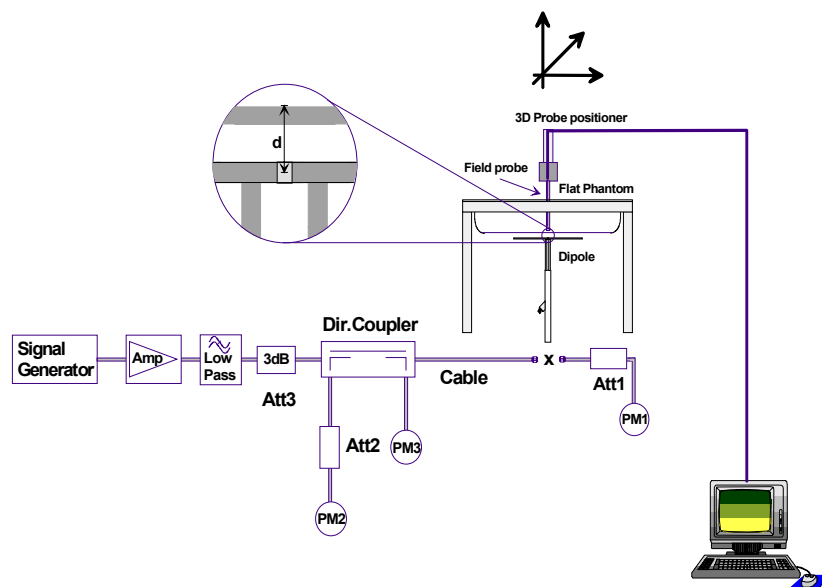 3D Probe positioner
d
Field probe
Flat Phantom
Dipole
Dir.Coupler
Signal
Generator
Amp
Low
Pass
3dB
Cable
x
Att1
Att3
PM1
Att2
PM3
PM2